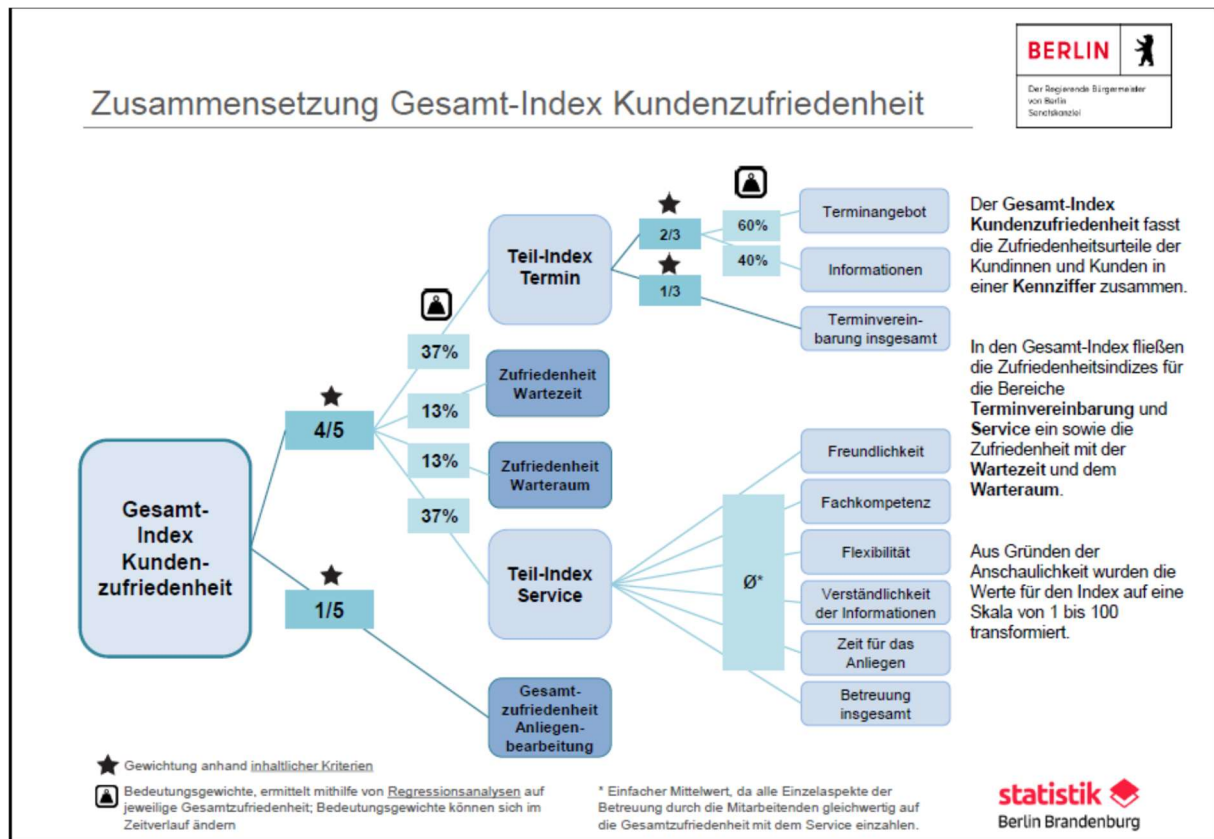 BERLIN
Der Regierende Bürgermeister
von Berlin
Senatskanzlei
Zusammensetzung Gesamt-Index Kundenzufriedenheit
Gesamt-
Index
Kunden-
zufriedenheit
4/5
1/5
37%
13%
13%
37%
Teil-Index
Termin
Zufriedenheit
Wartezeit
Zufriedenheit
Warteraum
Teil-Index
Service
Gesamt-
zufriedenheit
Anliegen-
bearbeitung
2/3
1/3
60%
40%
Terminangebot
Informationen
Terminverein-
barung insgesamt
Ø*
Freundlichkeit
Fachkompetenz
Flexibilität
Verständlichkeit
der Informationen
Zeit für das
Anliegen
Betreuung
insgesamt
Der Gesamt-Index
Kundenzufriedenheit fasst
die Zufriedenheitsurteile der
Kundinnen und Kunden in
einer Kennziffer zusammen.
In den Gesamt-Index fließen
die Zufriedenheitsindizes für
die Bereiche
Terminvereinbarung und
Service ein sowie die
Zufriedenheit mit der
Wartezeit und dem
Warteraum.
Aus Gründen der
Anschaulichkeit wurden die
Werte für den Index auf eine
Skala von 1 bis 100
transformiert.
Gewichtung anhand inhaltlicher Kriterien
Bedeutungsgewichte, ermittelt mithilfe von Regressionsanalysen auf
jeweilige Gesamtzufriedenheit; Bedeutungsgewichte können sich im
Zeitverlauf ändern
* Einfacher Mittelwert, da alle Einzelaspekte der
Betreuung durch die Mitarbeitenden gleichwertig auf
die Gesamtzufriedenheit mit dem Service einzahlen.
statistik
Berlin Brandenburg